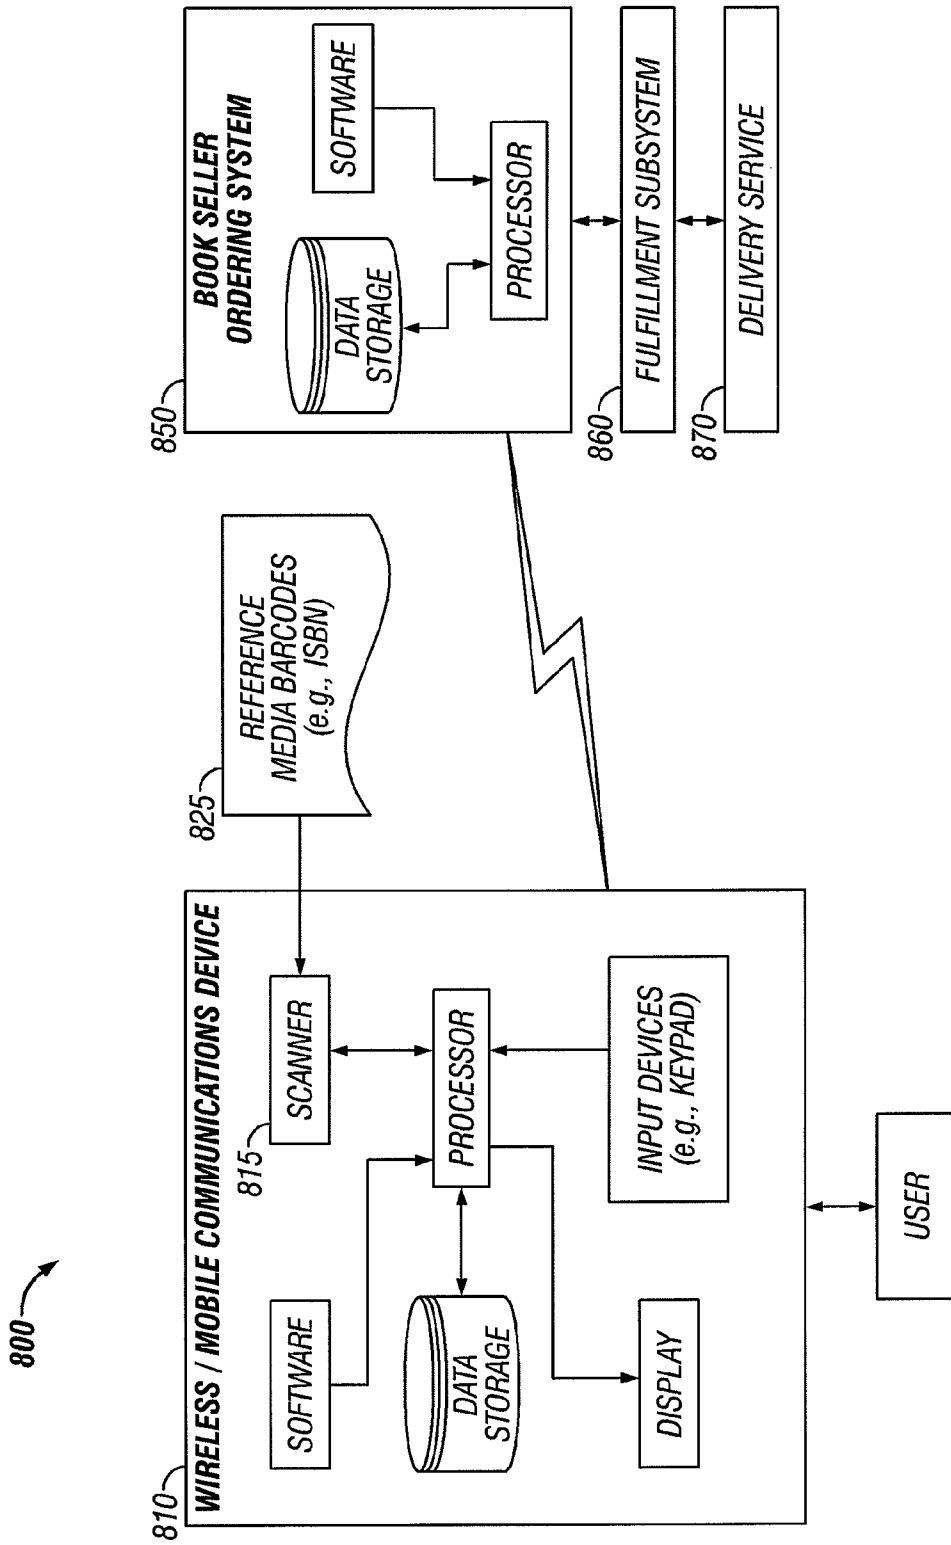 800
810
WIRELESS / MOBILE COMMUNICATIONS DEVICE
SOFTWARE
815
SCANNER
DATA
STORAGE
PROCESSOR
DISPLAY
INPUT DEVICES
(e.g., KEYPAD)
USER
825
REFERENCE
MEDIA BARCODES
(e.g., ISBN)
850
BOOK SELLER
ORDERING SYSTEM
DATA
STORAGE
SOFTWARE
PROCESSOR
860
FULFILLMENT SUBSYSTEM
870
DELIVERY SERVICE